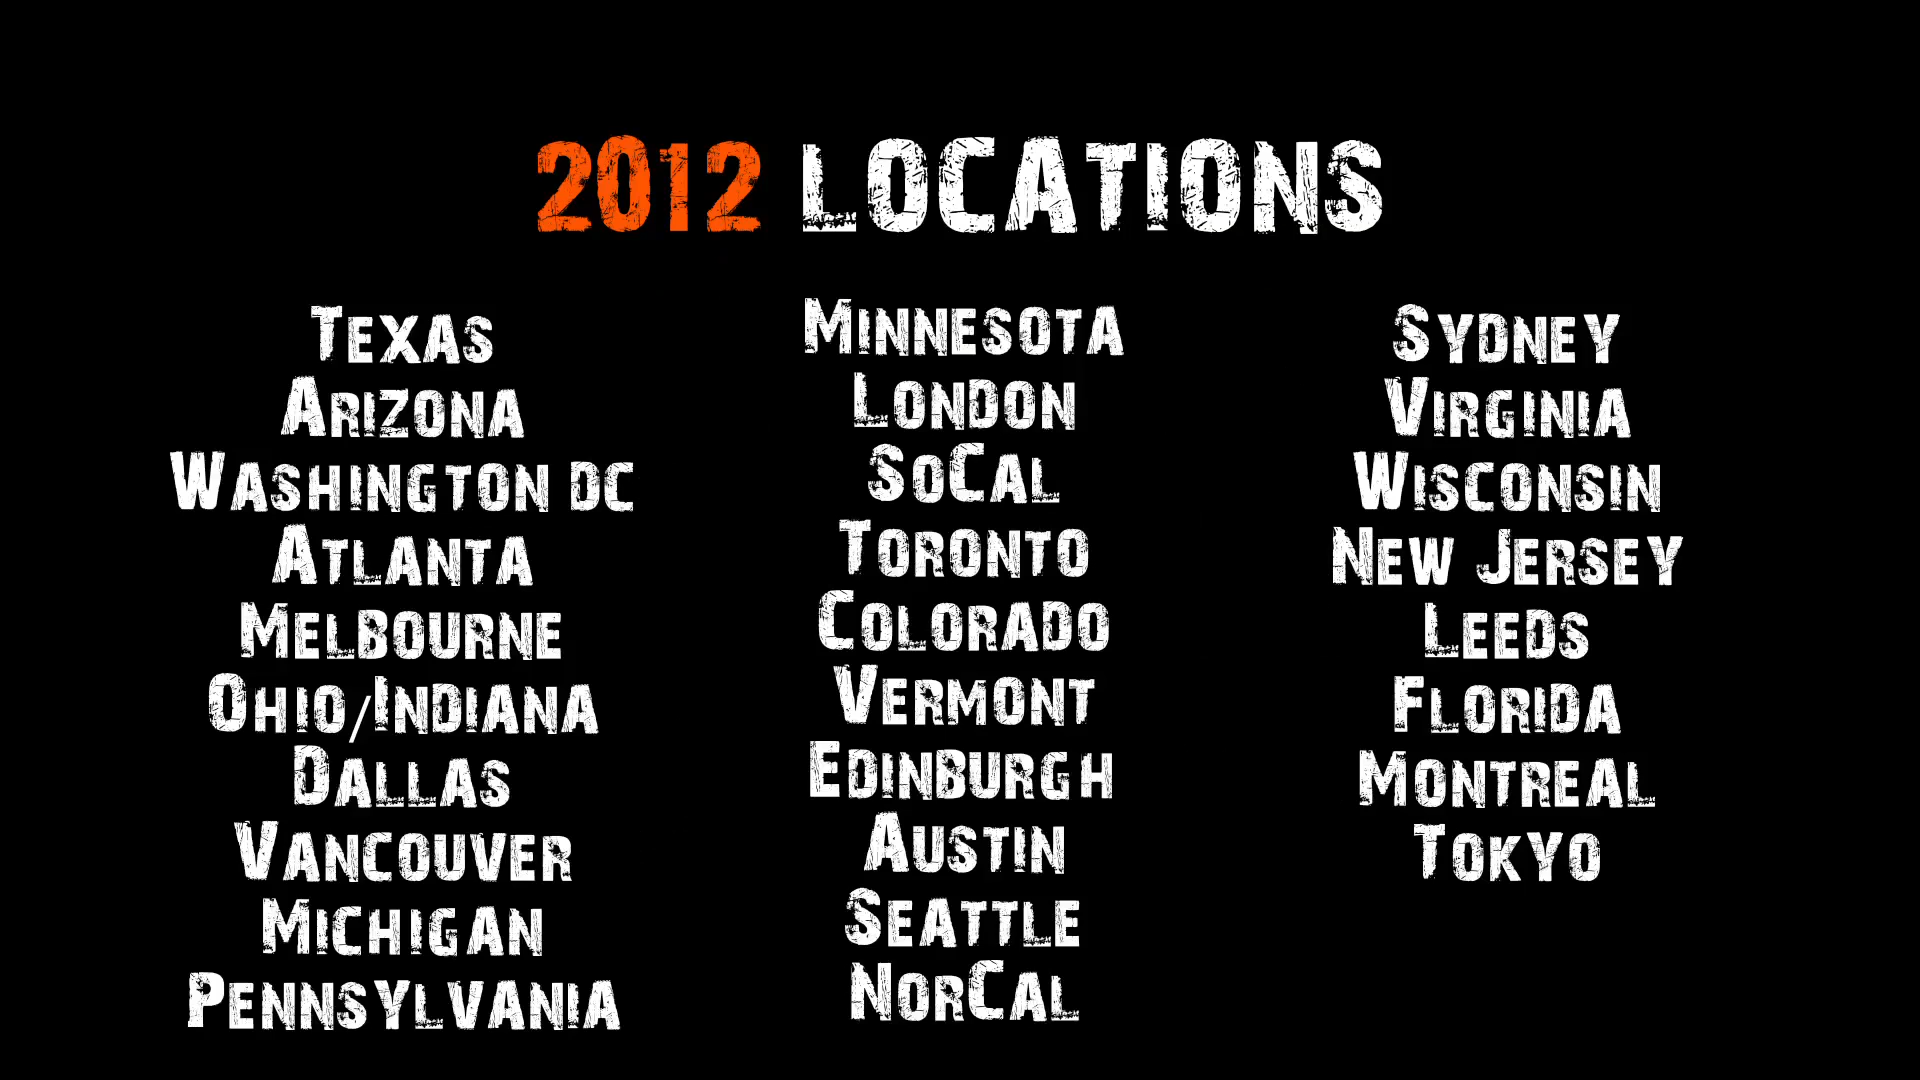 2012 LOCATIONS
Texas
Arizona
Washington DC
Atlanta
Melbourne
Ohio/Indiana
Dallas
Vancouver
Michigan
Pennsylvania
Minnesota
London
SoCal
Toronto
Colorado
Vermont
Edinburgh
Austin
Seattle
NorCal
Sydney
Virginia
Wisconsin
New Jersey
Leeds
Florida
Montreal
Tokyo